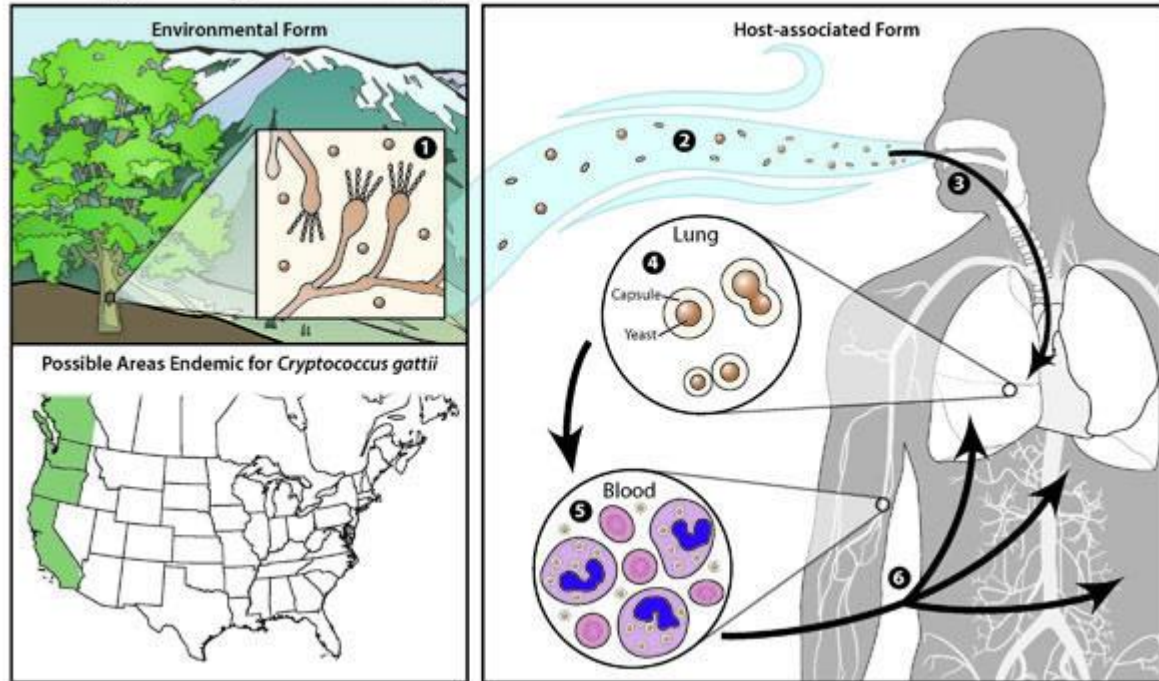 Environmental Form
1
Possible Areas Endemic for Cryptococcus gattii
Host-associated Form
2
3
Lung
4
Capsule
Yeast
Blood
5
6